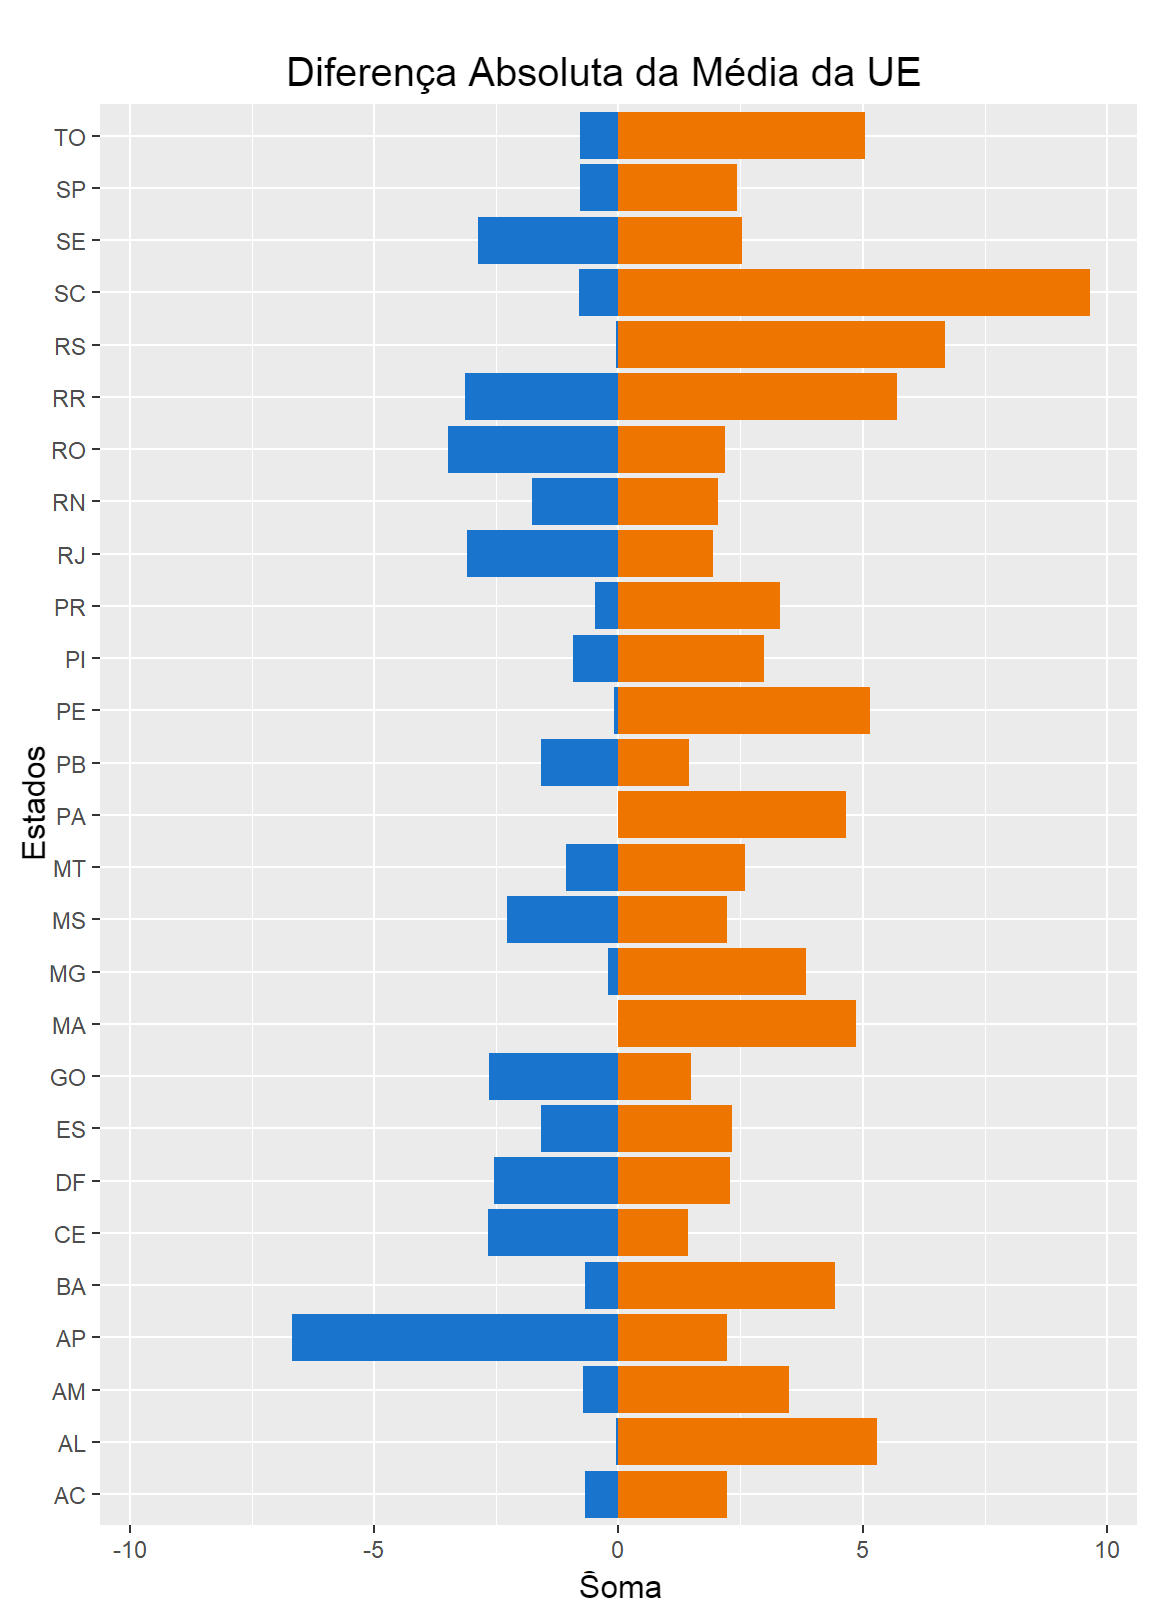 Diferença Absoluta da Média da UE
TO
SP
SE
SC
RS
RR
RO
RN
RJ
PR
PI
PE
PB
PA
MT
MS
MG
MA
GO
ES
DF
CE
BA
AP
AM
AL
AC
Estados
-10 -5 0 5 10
Soma